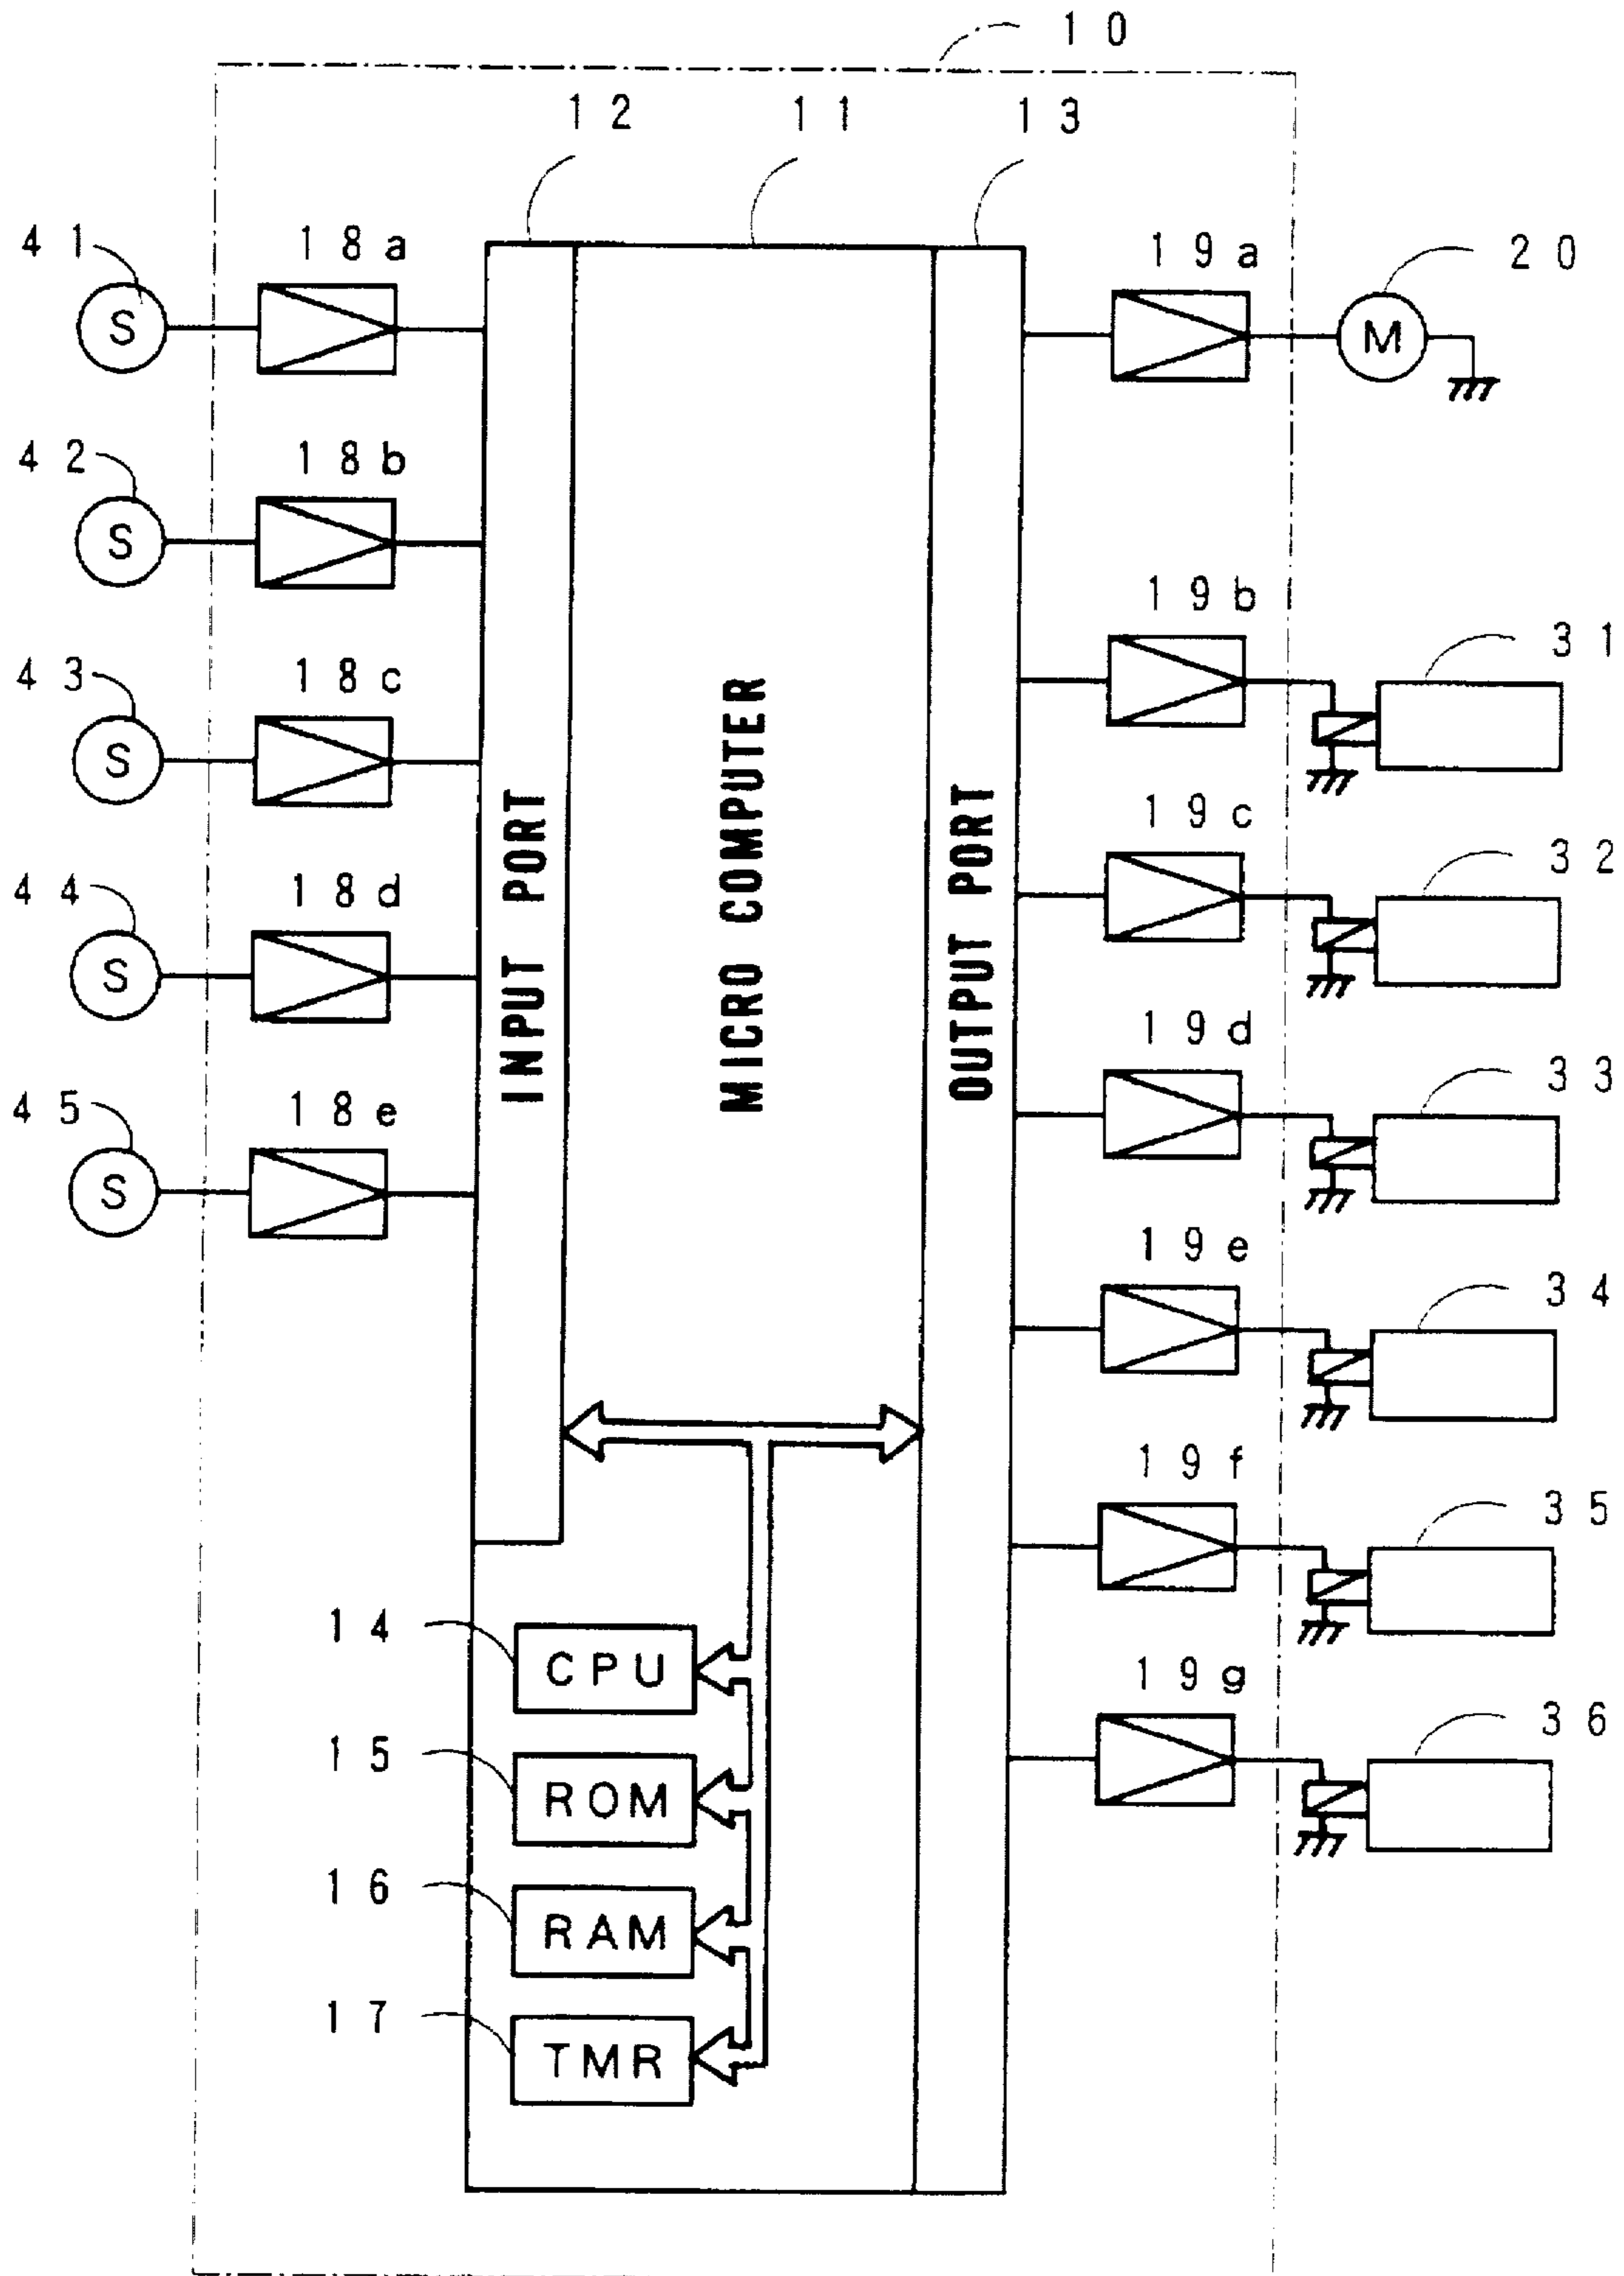 10
12 11 13
41 18a 19a 20
S M
42 18b
S
19b
31
43 18c
S
19c
32
44 18d
S
19d
33
45 18e
S
19e
34
INPUT PORT
MICRO COMPUTER
OUTPUT PORT
19f
35
14 CPU
19g
36
15 ROM
16 RAM
17 TMR